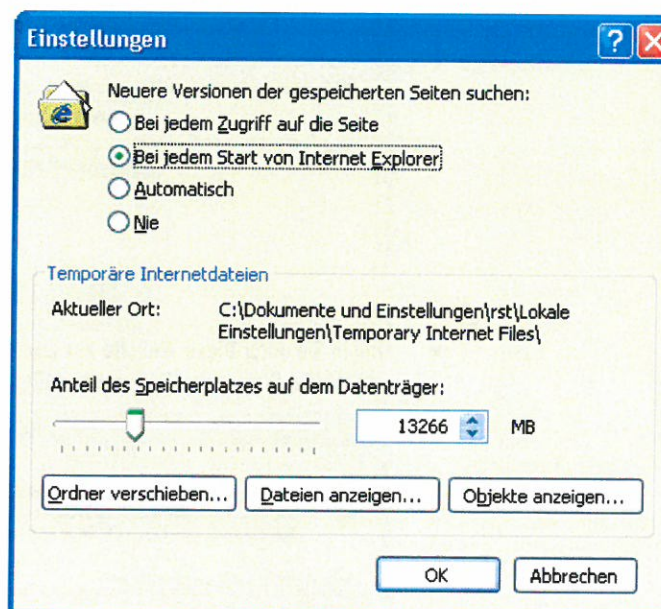 Einstellungen
Neuere Versionen der gespeicherten Seiten suchen:
Bei jedem Zugriff auf die Seite
Bei jedem Start von Internet Explorer
Automatisch
Nie
Temporäre Internetdateien
Aktueller Ort: C:\Dokumente und Einstellungen\rst\Lokale
Einstellungen\Temporary Internet Files\
Anteil des Speicherplatzes auf dem Datenträger:
13266 MB
Ordner verschieben... Dateien anzeigen... Objekte anzeigen...
OK Abbrechen